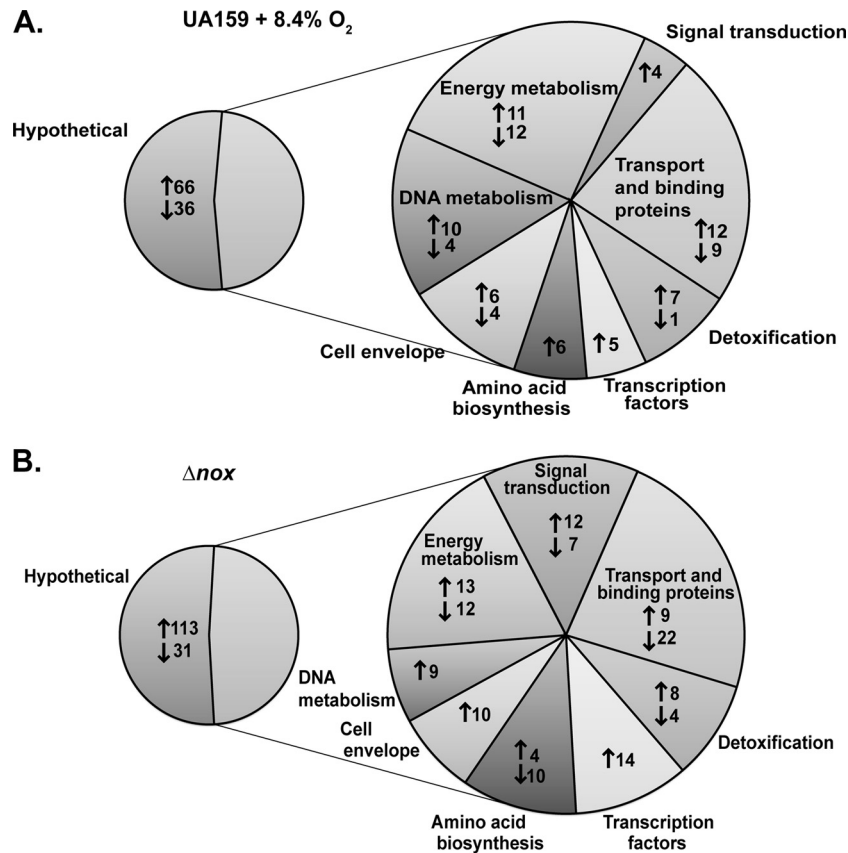 A.
UA159 + 8.4% O₂
Signal transduction
↑4
Energy metabolism
↑11
↓12
Hypothetical
↑66
↓36
Transport
and binding
proteins
↑12
↓9
DNA metabolism
↑10
↓4
↑7
↓1
↑6
↓4
Detoxification
↑6
↑5
Cell envelope
Amino acid
biosynthesis
Transcription
factors
B.
Δnox
Signal
transduction
↑12
↓7
Energy
metabolism
↑13
↓12
Hypothetical
↑113
↓31
Transport and
binding proteins
↑9
↓22
DNA
metabolism
↑9
↑8
↓4
Cell
envelope
↑10
Detoxification
↑4
↓10
↑14
Amino acid
biosynthesis
Transcription
factors